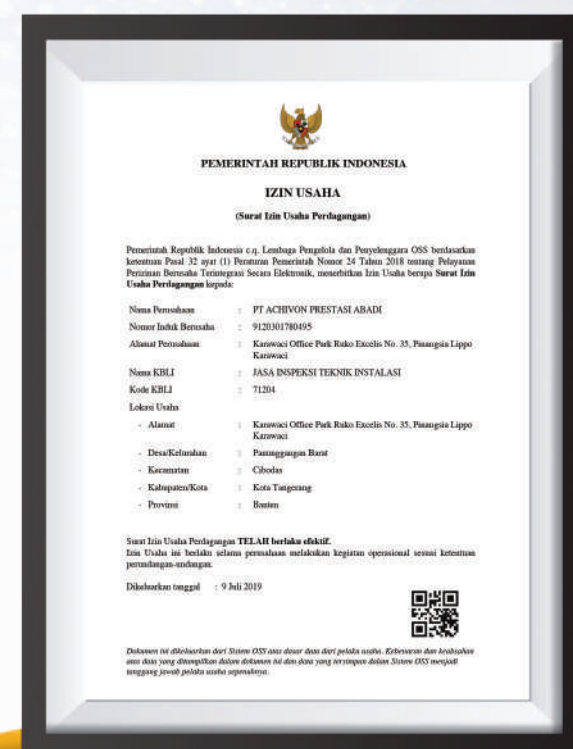 PEMERINTAH REPUBLIK INDONESIA
IZIN USAHA
(Surat Izin Usaha Perdagangan)
Pemerintah Republik Indonesia c.q. Lembaga Pengelola dan Penyelenggara OSS berdasarkan
ketentuan Pasal 32 ayat (1) Peraturan Pemerintah Nomor 24 Tahun 2018 tentang Pelayanan
Perizinan Berusaha Terintegrasi Secara Elektronik, menerbitkan Izin Usaha berupa Surat Izin
Usaha Perdagangan kepada:
Nama Perusahaan : PT ACHIVON PRESTASI ABADI
Nomor Induk Berusaha : 9120301780495
Alamat Perusahaan : Karawaci Office Park Ruko Excelis No. 35, Pinangsia Lippo
Karawaci
Nama KBLI : JASA INSPEKSI TEKNIK INSTALASI
Kode KBLI : 71204
Lokasi Usaha
- Alamat : Karawaci Office Park Ruko Excelis No. 35, Pinangsia Lippo
Karawaci
- Desa/Kelurahan : Panunggangan Barat
- Kecamatan : Cibodas
- Kabupaten/Kota : Kota Tangerang
- Provinsi : Banten
Surat Izin Usaha Perdagangan TELAH berlaku efektif.
Izin Usaha ini berlaku selama perusahaan melakukan kegiatan operasional sesuai ketentuan
perundangan-undangan.
Dikeluarkan tanggal : 9 Juli 2019
Dokumen ini dikeluarkan dari Sistem OSS atas dasar data dari pelaku usaha. Kebenaran dan keabsahan
atas data yang ditampilkan dalam dokumen ini dan data yang tersimpan dalam Sistem OSS menjadi
tanggung jawab pelaku usaha sepenuhnya.